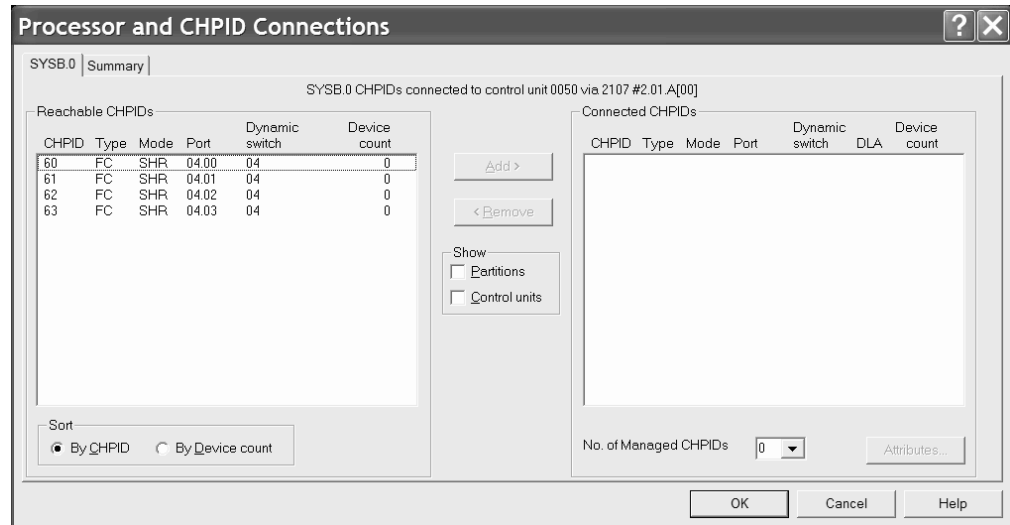 Processor and CHPID Connections
SYSB.0 Summary
SYSB.0 CHPIDs connected to control unit 0050 via 2107 #2.01.A[00]
Reachable CHPIDs
CHPID Type Mode Port Dynamic switch Device count
60 FC SHR 04.00 04 0
61 FC SHR 04.01 04 0
62 FC SHR 04.02 04 0
63 FC SHR 04.03 04 0
Sort
By CHPID By Device count
Add >
< Remove
Show
Partitions
Control units
Connected CHPIDs
CHPID Type Mode Port Dynamic switch DLA Device count
No. of Managed CHPIDs 0
Attributes...
OK Cancel Help